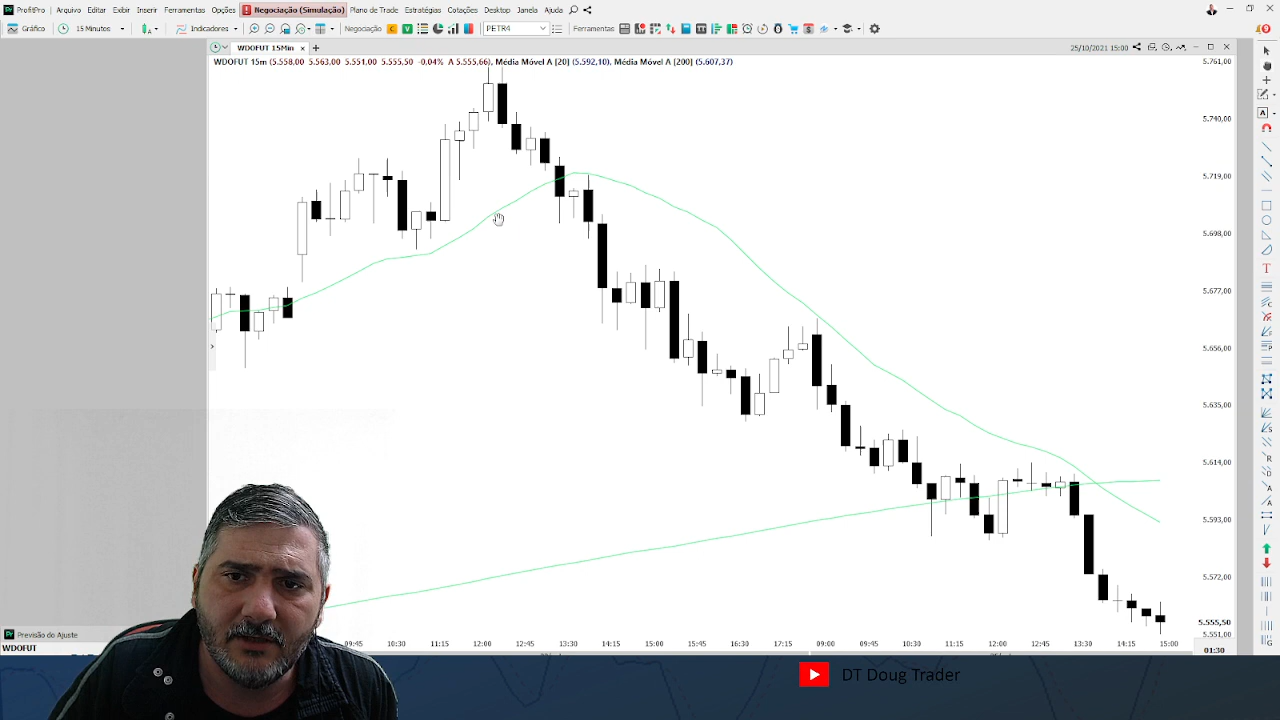 ProfitPro Arquivo Editar Exibir Inserir Ferramentas Opções Negociação (Simulação) Plano de Trade Estratégias Cotações Desktop Janela Ajuda
Gráfico 15 Minutos Indicadores Negociação C V PETR4 Ferramentas
WDOFUT 15Min 25/10/2021 15:00
WDOFUT 15m (5.558,00 5.563,00 5.551,00 5.555,50 -0.04% A 5.555,66), Média Móvel A [20] (5.592,10), Média Móvel A [200] (5.607,37)
5.761,00
5.740,00
5.719,00
5.698,00
5.677,00
5.656,00
5.635,00
5.614,00
5.593,00
5.572,00
5.555,50
5.551,00
Previsão do Ajuste
09:45 10:30 11:15 12:00 12:45 13:30 14:15 15:00 15:45 16:30 17:15 09:00 09:45 10:30 11:15 12:00 12:45 13:30 14:15 15:00
WDOFUT
01:30
DT Doug Trader